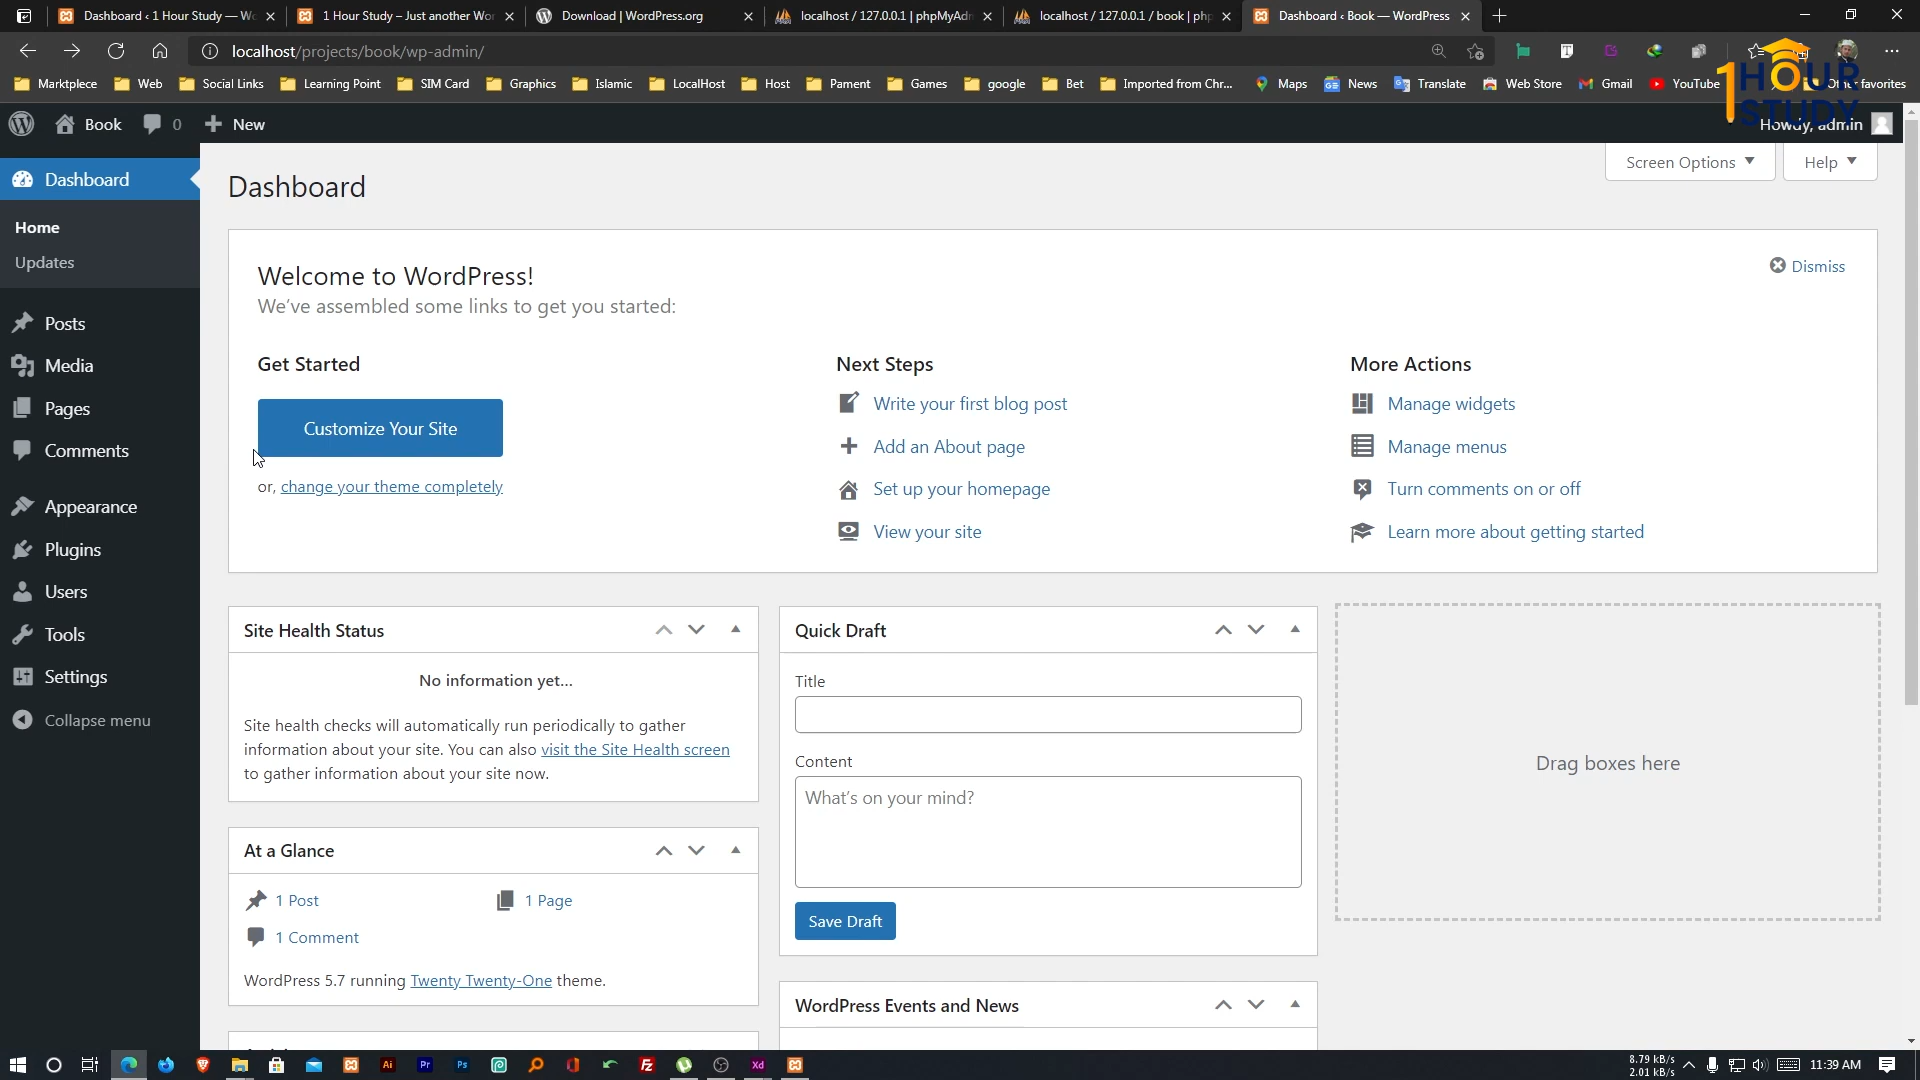 Dashboard ‹ 1 Hour Study — Wo
1 Hour Study – Just another Wor
Download | WordPress.org
localhost / 127.0.0.1 | phpMyAdm
localhost / 127.0.0.1 / book | php
Dashboard ‹ Book — WordPress
localhost/projects/book/wp-admin/
Marktplece
Web
Social Links
Learning Point
SIM Card
Graphics
Islamic
LocalHost
Host
Pament
Games
google
Bet
Imported from Chr...
Maps
News
Translate
Web Store
Gmail
YouTube
favorites
1HOUR
STUDY
Book
0
New
Howdy, admin
Screen Options
Help
Dashboard
Home
Updates
Posts
Media
Pages
Comments
Appearance
Plugins
Users
Tools
Settings
Collapse menu
Dashboard
Welcome to WordPress!
We've assembled some links to get you started:
Dismiss
Get Started
Customize Your Site
or, change your theme completely
Next Steps
Write your first blog post
Add an About page
Set up your homepage
View your site
More Actions
Manage widgets
Manage menus
Turn comments on or off
Learn more about getting started
Site Health Status
No information yet...
Site health checks will automatically run periodically to gather
information about your site. You can also visit the Site Health screen
to gather information about your site now.
At a Glance
1 Post
1 Page
1 Comment
WordPress 5.7 running Twenty Twenty-One theme.
Quick Draft
Title
Content
What's on your mind?
Save Draft
WordPress Events and News
Drag boxes here
Ai
Pr
Ps
Fz
Xd
8.79 kB/s
2.01 kB/s
11:39 AM